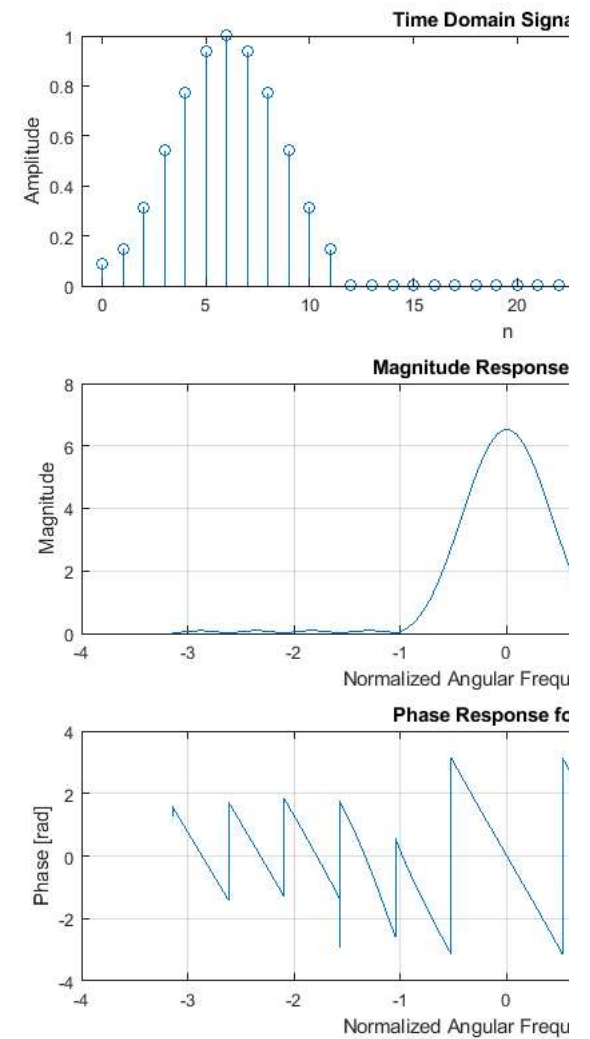 Time Domain Signa
1
0.8
0.6
0.4
0.2
0
Amplitude
0 5 10 15 20
n
Magnitude Response
8
6
4
2
0
Magnitude
-4 -3 -2 -1 0
Normalized Angular Frequ
Phase Response fo
4
2
0
-2
-4
Phase [rad]
-4 -3 -2 -1 0
Normalized Angular Frequ